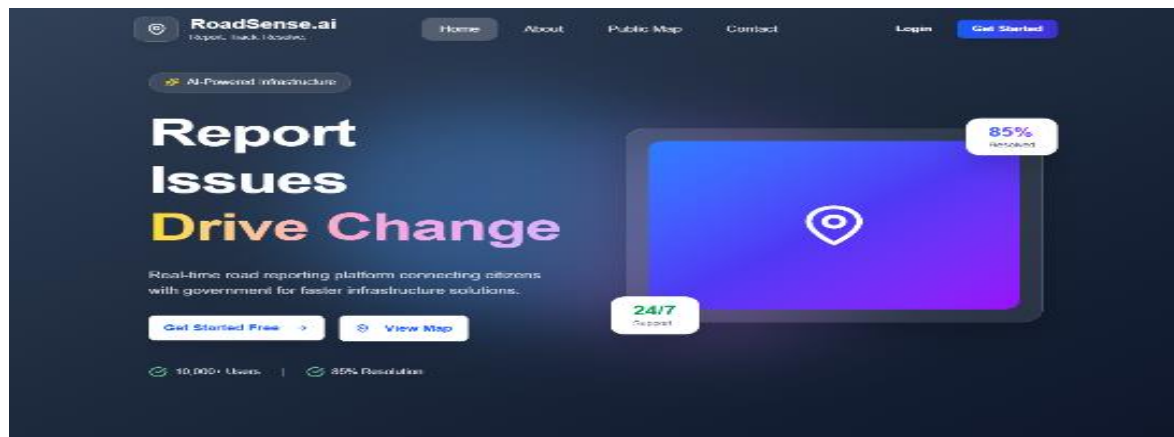 RoadSense.ai
Report. Track. Resolve.
Home
About
Public Map
Contact
Login
Get Started
AI-Powered Infrastructure
Report
Issues
Drive Change
Real-time road reporting platform connecting citizens
with government for faster infrastructure solutions.
Get Started Free
View Map
10,000+ Users
|
85% Resolution
85%
Resolved
24/7
Support